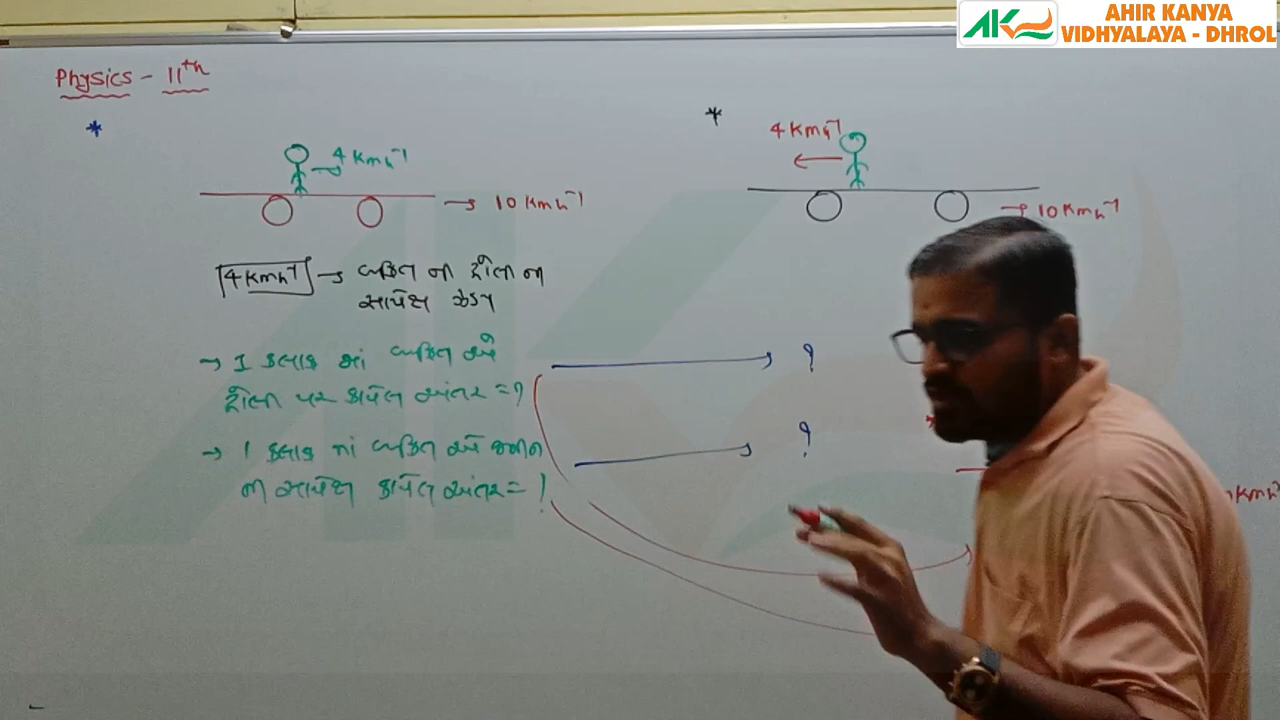 AHIR KANYA
VIDHYALAYA - DHROL
Physics - 11th
*
4 Kmh⁻¹
→ 10 Kmh⁻¹
4 Kmh⁻¹ → વ્યક્તિ ના
સાપેક્ષ
→ 1 કલાક માં વ્યક્તિ એ
પર કાપેલ અંતર = ?
→ 1 કલાક માં વ્યક્તિ એ જમીન
ના સાપેક્ષ કાપેલ અંતર = ?
*
4 Kmh⁻¹
→ 10 Kmh⁻¹
?
?